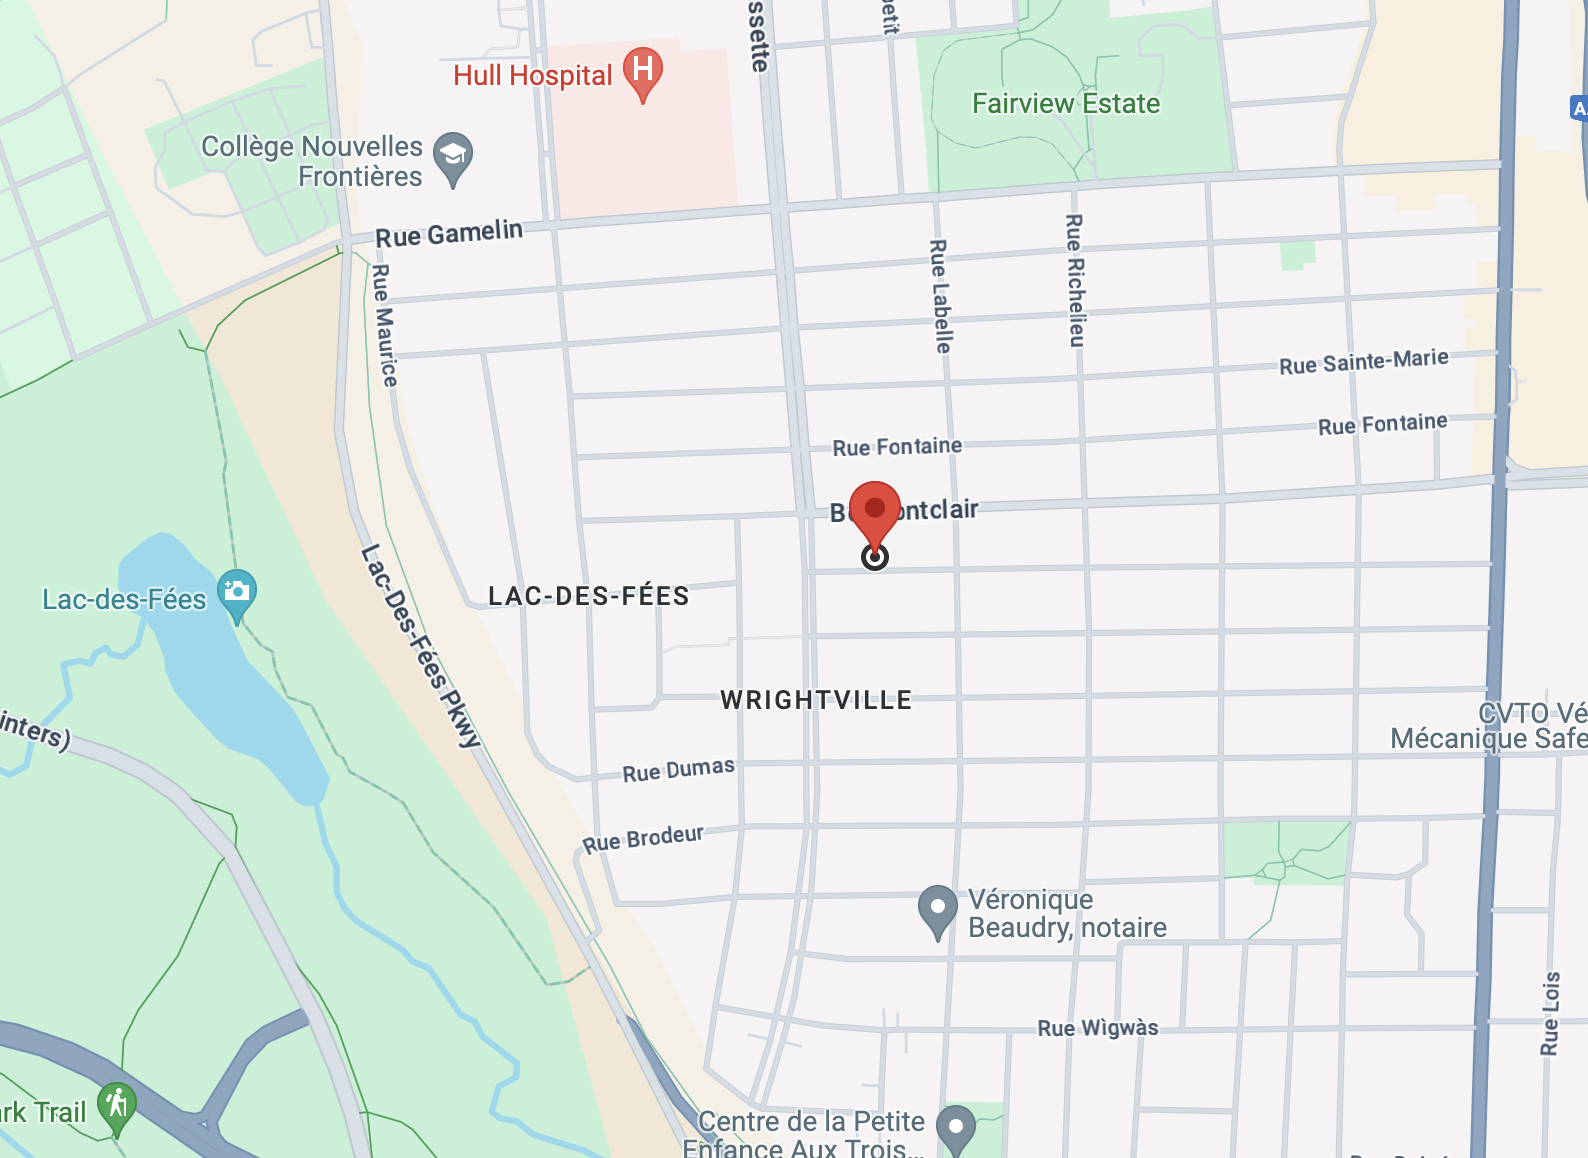 ssette
petit
Hull Hospital
H
Fairview Estate
A
Collège Nouvelles
Frontières
Rue Gamelin
Rue Maurice
Rue Labelle
Rue Richelieu
Rue Sainte-Marie
Rue Fontaine
Rue Fontaine
ontclair
Lac-des-Fées
Lac-Des-Fées Pkwy
LAC-DES-FÉES
WRIGHTVILLE
inters)
CVTO Vé
Mécanique Safe
Rue Dumas
Rue Brodeur
Véronique
Beaudry, notaire
Rue Lois
Rue Wìgwàs
rk Trail
Centre de la Petite
Enfance Aux Trois...